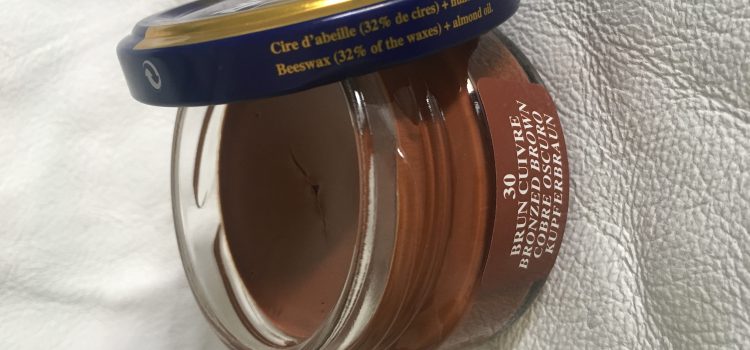 Cire d'abeille (32% de cires) +
Beeswax (32% of the waxes) + almond oil.
30
BRUN CUIVRE
BRONZED BROWN
COBRE OSCURO
KUPFERBRAUN